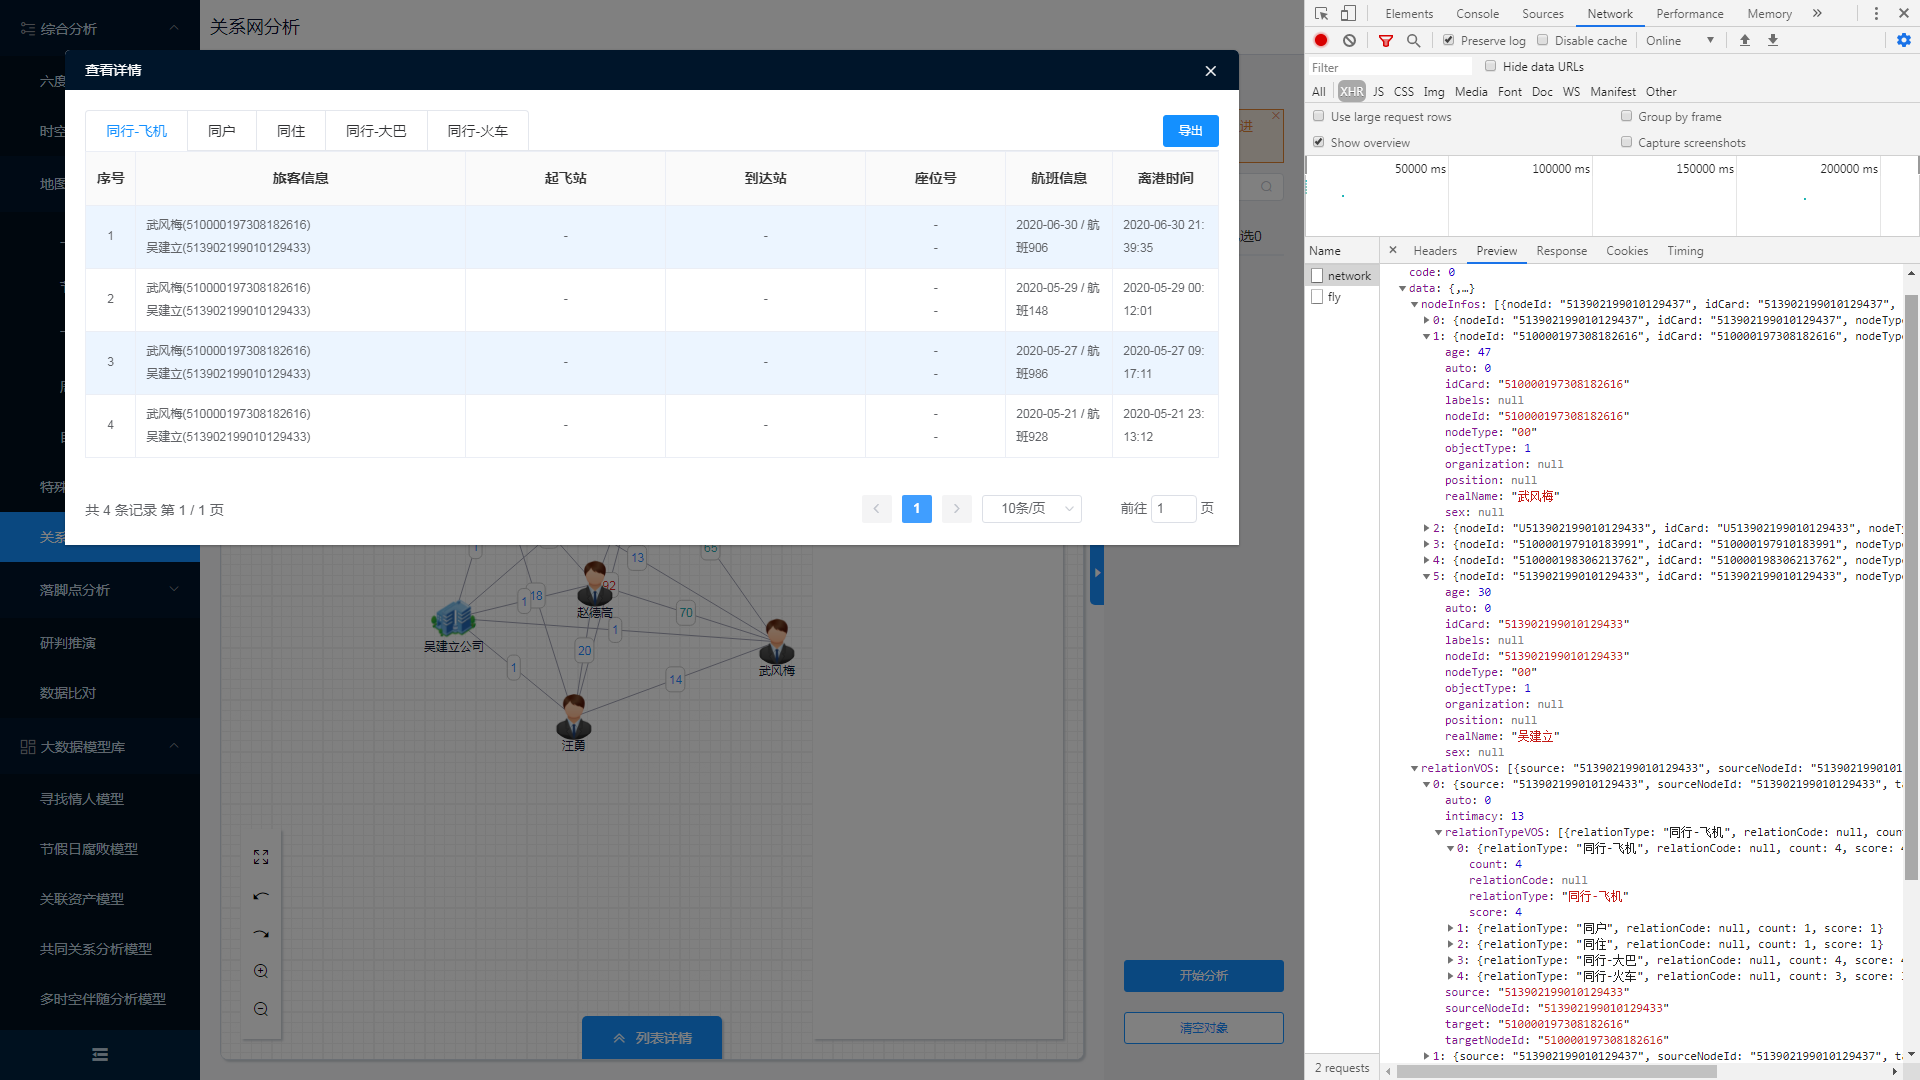 综合分析
关系网分析
六度
时空
地图
特殊
关系
落脚点分析
研判推演
数据比对
大数据模型库
寻找情人模型
节假日腐败模型
关联资产模型
共同关系分析模型
多时空伴随分析模型
查看详情
同行-飞机 同户 同住 同行-大巴 同行-火车 导出
序号 旅客信息 起飞站 到达站 座位号 航班信息 离港时间
1 武风梅(510000197308182616) - - - 2020-06-30 / 航 2020-06-30 21:
吴建立(513902199010129433) - 班906 39:35
2 武风梅(510000197308182616) - - - 2020-05-29 / 航 2020-05-29 00:
吴建立(513902199010129433) - 班148 12:01
3 武风梅(510000197308182616) - - - 2020-05-27 / 航 2020-05-27 09:
吴建立(513902199010129433) - 班986 17:11
4 武风梅(510000197308182616) - - - 2020-05-21 / 航 2020-05-21 23:
吴建立(513902199010129433) - 班928 13:12
共 4 条记录 第 1 / 1 页 1 10条/页 前往 1 页
进
选0
1 13 65
92
赵德高
1 18
70
吴建立公司
1
20
1
武风梅
14
汪勇
列表详情
开始分析
清空对象
Elements Console Sources Network Performance Memory
Preserve log Disable cache Online
Filter Hide data URLs
All XHR JS CSS Img Media Font Doc WS Manifest Other
Use large request rows Group by frame
Show overview Capture screenshots
50000 ms 100000 ms 150000 ms 200000 ms
Name Headers Preview Response Cookies Timing
network
fly
code: 0
data: {,…}
nodeInfos: [{nodeId: "513902199010129437", idCard: "513902199010129437",
0: {nodeId: "513902199010129437", idCard: "513902199010129437", nodeType
1: {nodeId: "510000197308182616", idCard: "510000197308182616", nodeType
age: 47
auto: 0
idCard: "510000197308182616"
labels: null
nodeId: "510000197308182616"
nodeType: "00"
objectType: 1
organization: null
position: null
realName: "武风梅"
sex: null
2: {nodeId: "U513902199010129433", idCard: "U513902199010129433", nodeTy
3: {nodeId: "510000197910183991", idCard: "510000197910183991", nodeType
4: {nodeId: "510000198306213762", idCard: "510000198306213762", nodeType
5: {nodeId: "513902199010129433", idCard: "513902199010129433", nodeType
age: 30
auto: 0
idCard: "513902199010129433"
labels: null
nodeId: "513902199010129433"
nodeType: "00"
objectType: 1
organization: null
position: null
realName: "吴建立"
sex: null
relationVOS: [{source: "513902199010129433", sourceNodeId: "5139021990101
0: {source: "513902199010129433", sourceNodeId: "513902199010129433", ta
auto: 0
intimacy: 13
relationTypeVOS: [{relationType: "同行-飞机", relationCode: null, coun
0: {relationType: "同行-飞机", relationCode: null, count: 4, score: 4
count: 4
relationCode: null
relationType: "同行-飞机"
score: 4
1: {relationType: "同户", relationCode: null, count: 1, score: 1}
2: {relationType: "同住", relationCode: null, count: 1, score: 1}
3: {relationType: "同行-大巴", relationCode: null, count: 4, score: 4
4: {relationType: "同行-火车", relationCode: null, count: 3, score:
source: "513902199010129433"
sourceNodeId: "513902199010129433"
target: "510000197308182616"
targetNodeId: "510000197308182616"
1: {source: "513902199010129437", sourceNodeId: "513902199010129437", ta
2 requests